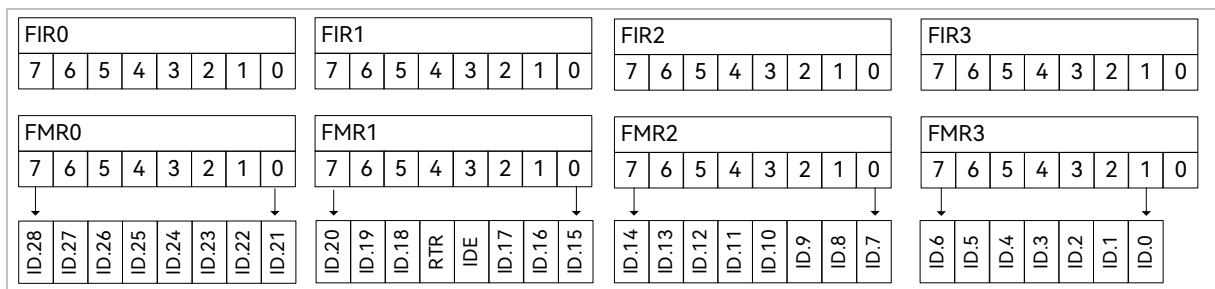 FIR0 FIR1 FIR2 FIR3
7 6 5 4 3 2 1 0 7 6 5 4 3 2 1 0 7 6 5 4 3 2 1 0 7 6 5 4 3 2 1 0
FMR0 FMR1 FMR2 FMR3
7 6 5 4 3 2 1 0 7 6 5 4 3 2 1 0 7 6 5 4 3 2 1 0 7 6 5 4 3 2 1 0
ID.28 ID.27 ID.26 ID.25 ID.24 ID.23 ID.22 ID.21 ID.20 ID.19 ID.18 RTR IDE ID.17 ID.16 ID.15 ID.14 ID.13 ID.12 ID.11 ID.10 ID.9 ID.8 ID.7 ID.6 ID.5 ID.4 ID.3 ID.2 ID.1 ID.0